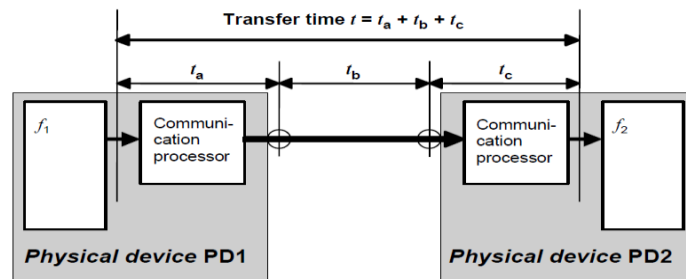 Transfer time t = ta + tb + tc
ta
tb
tc
f1
Communi-
cation
processor
Communi-
cation
processor
f2
Physical device PD1
Physical device PD2